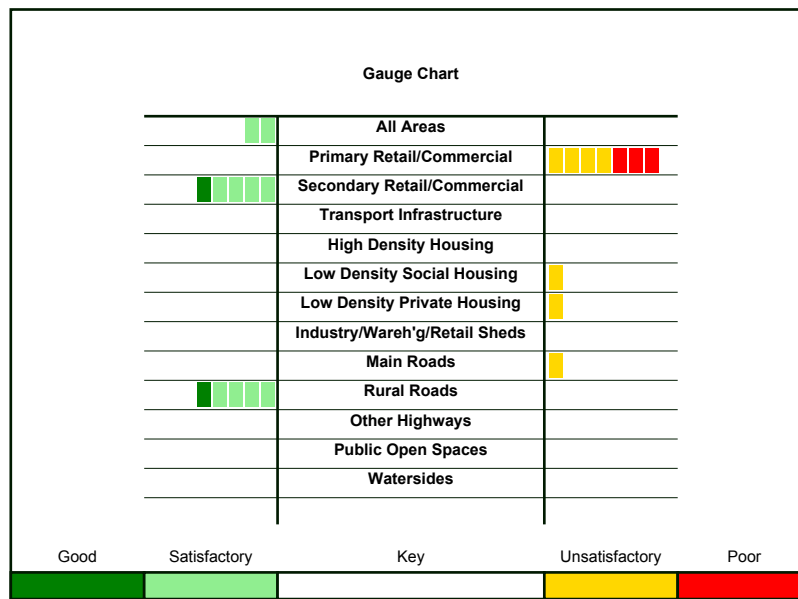 Gauge Chart
All Areas
Primary Retail/Commercial
Secondary Retail/Commercial
Transport Infrastructure
High Density Housing
Low Density Social Housing
Low Density Private Housing
Industry/Wareh'g/Retail Sheds
Main Roads
Rural Roads
Other Highways
Public Open Spaces
Watersides
Good Satisfactory Key Unsatisfactory Poor